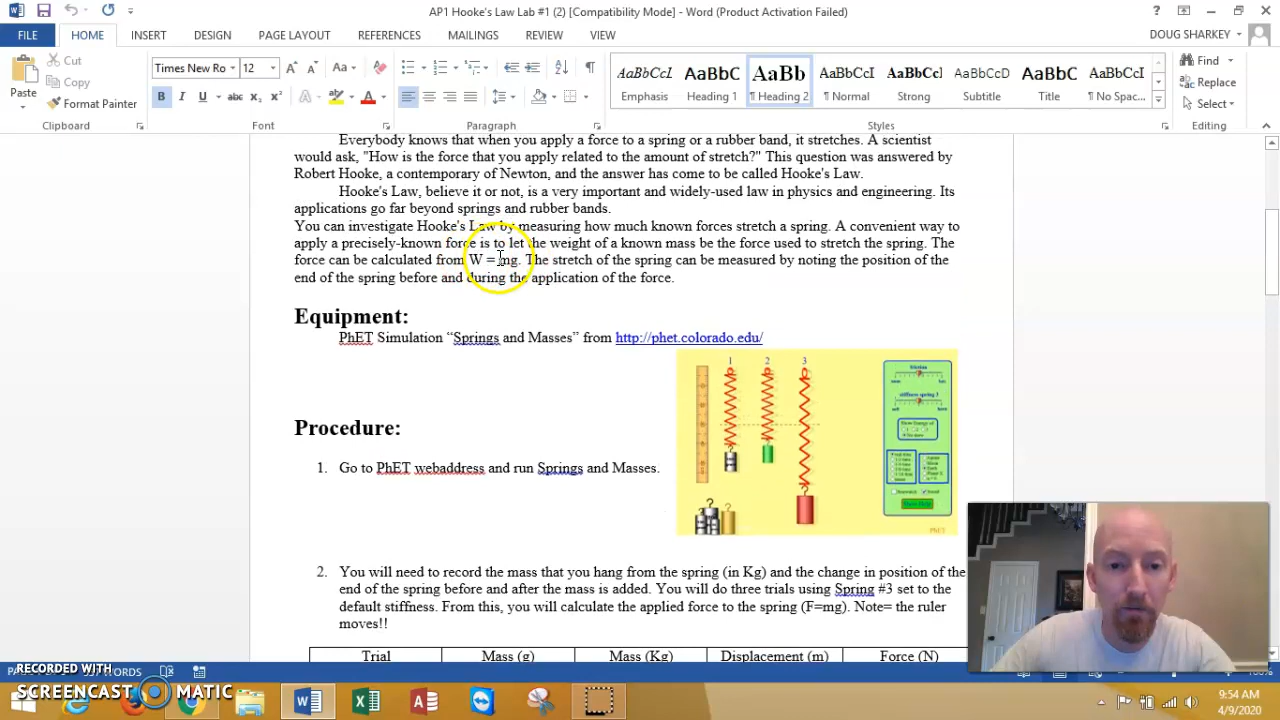 AP1 Hooke's Law Lab #1 (2) [Compatibility Mode] - Word (Product Activation Failed)
FILE HOME INSERT DESIGN PAGE LAYOUT REFERENCES MAILINGS REVIEW VIEW DOUG SHARKEY
Cut
Copy
Format Painter
Paste
Times New Ro 12
AaBbCcI AaBbC AaBb AaBbCcI AaBbCcI AaBbCcI AaBbC AaBbCcI
Emphasis Heading 1 ¶ Heading 2 ¶ Normal Strong Subtitle Title ¶ No Spac...
Find
Replace
Select
Clipboard Font Paragraph Styles Editing
Everybody knows that when you apply a force to a spring or a rubber band, it stretches. A scientist
would ask, "How is the force that you apply related to the amount of stretch?" This question was answered by
Robert Hooke, a contemporary of Newton, and the answer has come to be called Hooke's Law.
Hooke's Law, believe it or not, is a very important and widely-used law in physics and engineering. Its
applications go far beyond springs and rubber bands.
You can investigate Hooke's Law by measuring how much known forces stretch a spring. A convenient way to
apply a precisely-known force is to let the weight of a known mass be the force used to stretch the spring. The
force can be calculated from W = mg. The stretch of the spring can be measured by noting the position of the
end of the spring before and during the application of the force.
Equipment:
PhET Simulation “Springs and Masses” from http://phet.colorado.edu/
1 2 3
Procedure:
1. Go to PhET webaddress and run Springs and Masses.
PhET
2. You will need to record the mass that you hang from the spring (in Kg) and the change in position of the
end of the spring before and after the mass is added. You will do three trials using Spring #3 set to the
default stiffness. From this, you will calculate the applied force to the spring (F=mg). Note= the ruler
moves!!
Trial Mass (g) Mass (Kg) Displacement (m) Force (N)
RECORDED WITH
SCREENCAST MATIC
WORDS
9:54 AM
4/9/2020